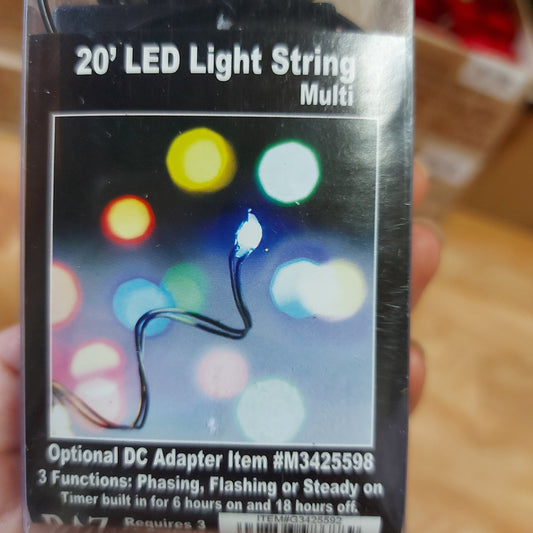 20' LED Light String
Multi
Optional DC Adapter Item #M3425598
3 Functions: Phasing, Flashing or Steady on
Timer built in for 6 hours on and 18 hours off.
Requires 3
ITEM#G3425592